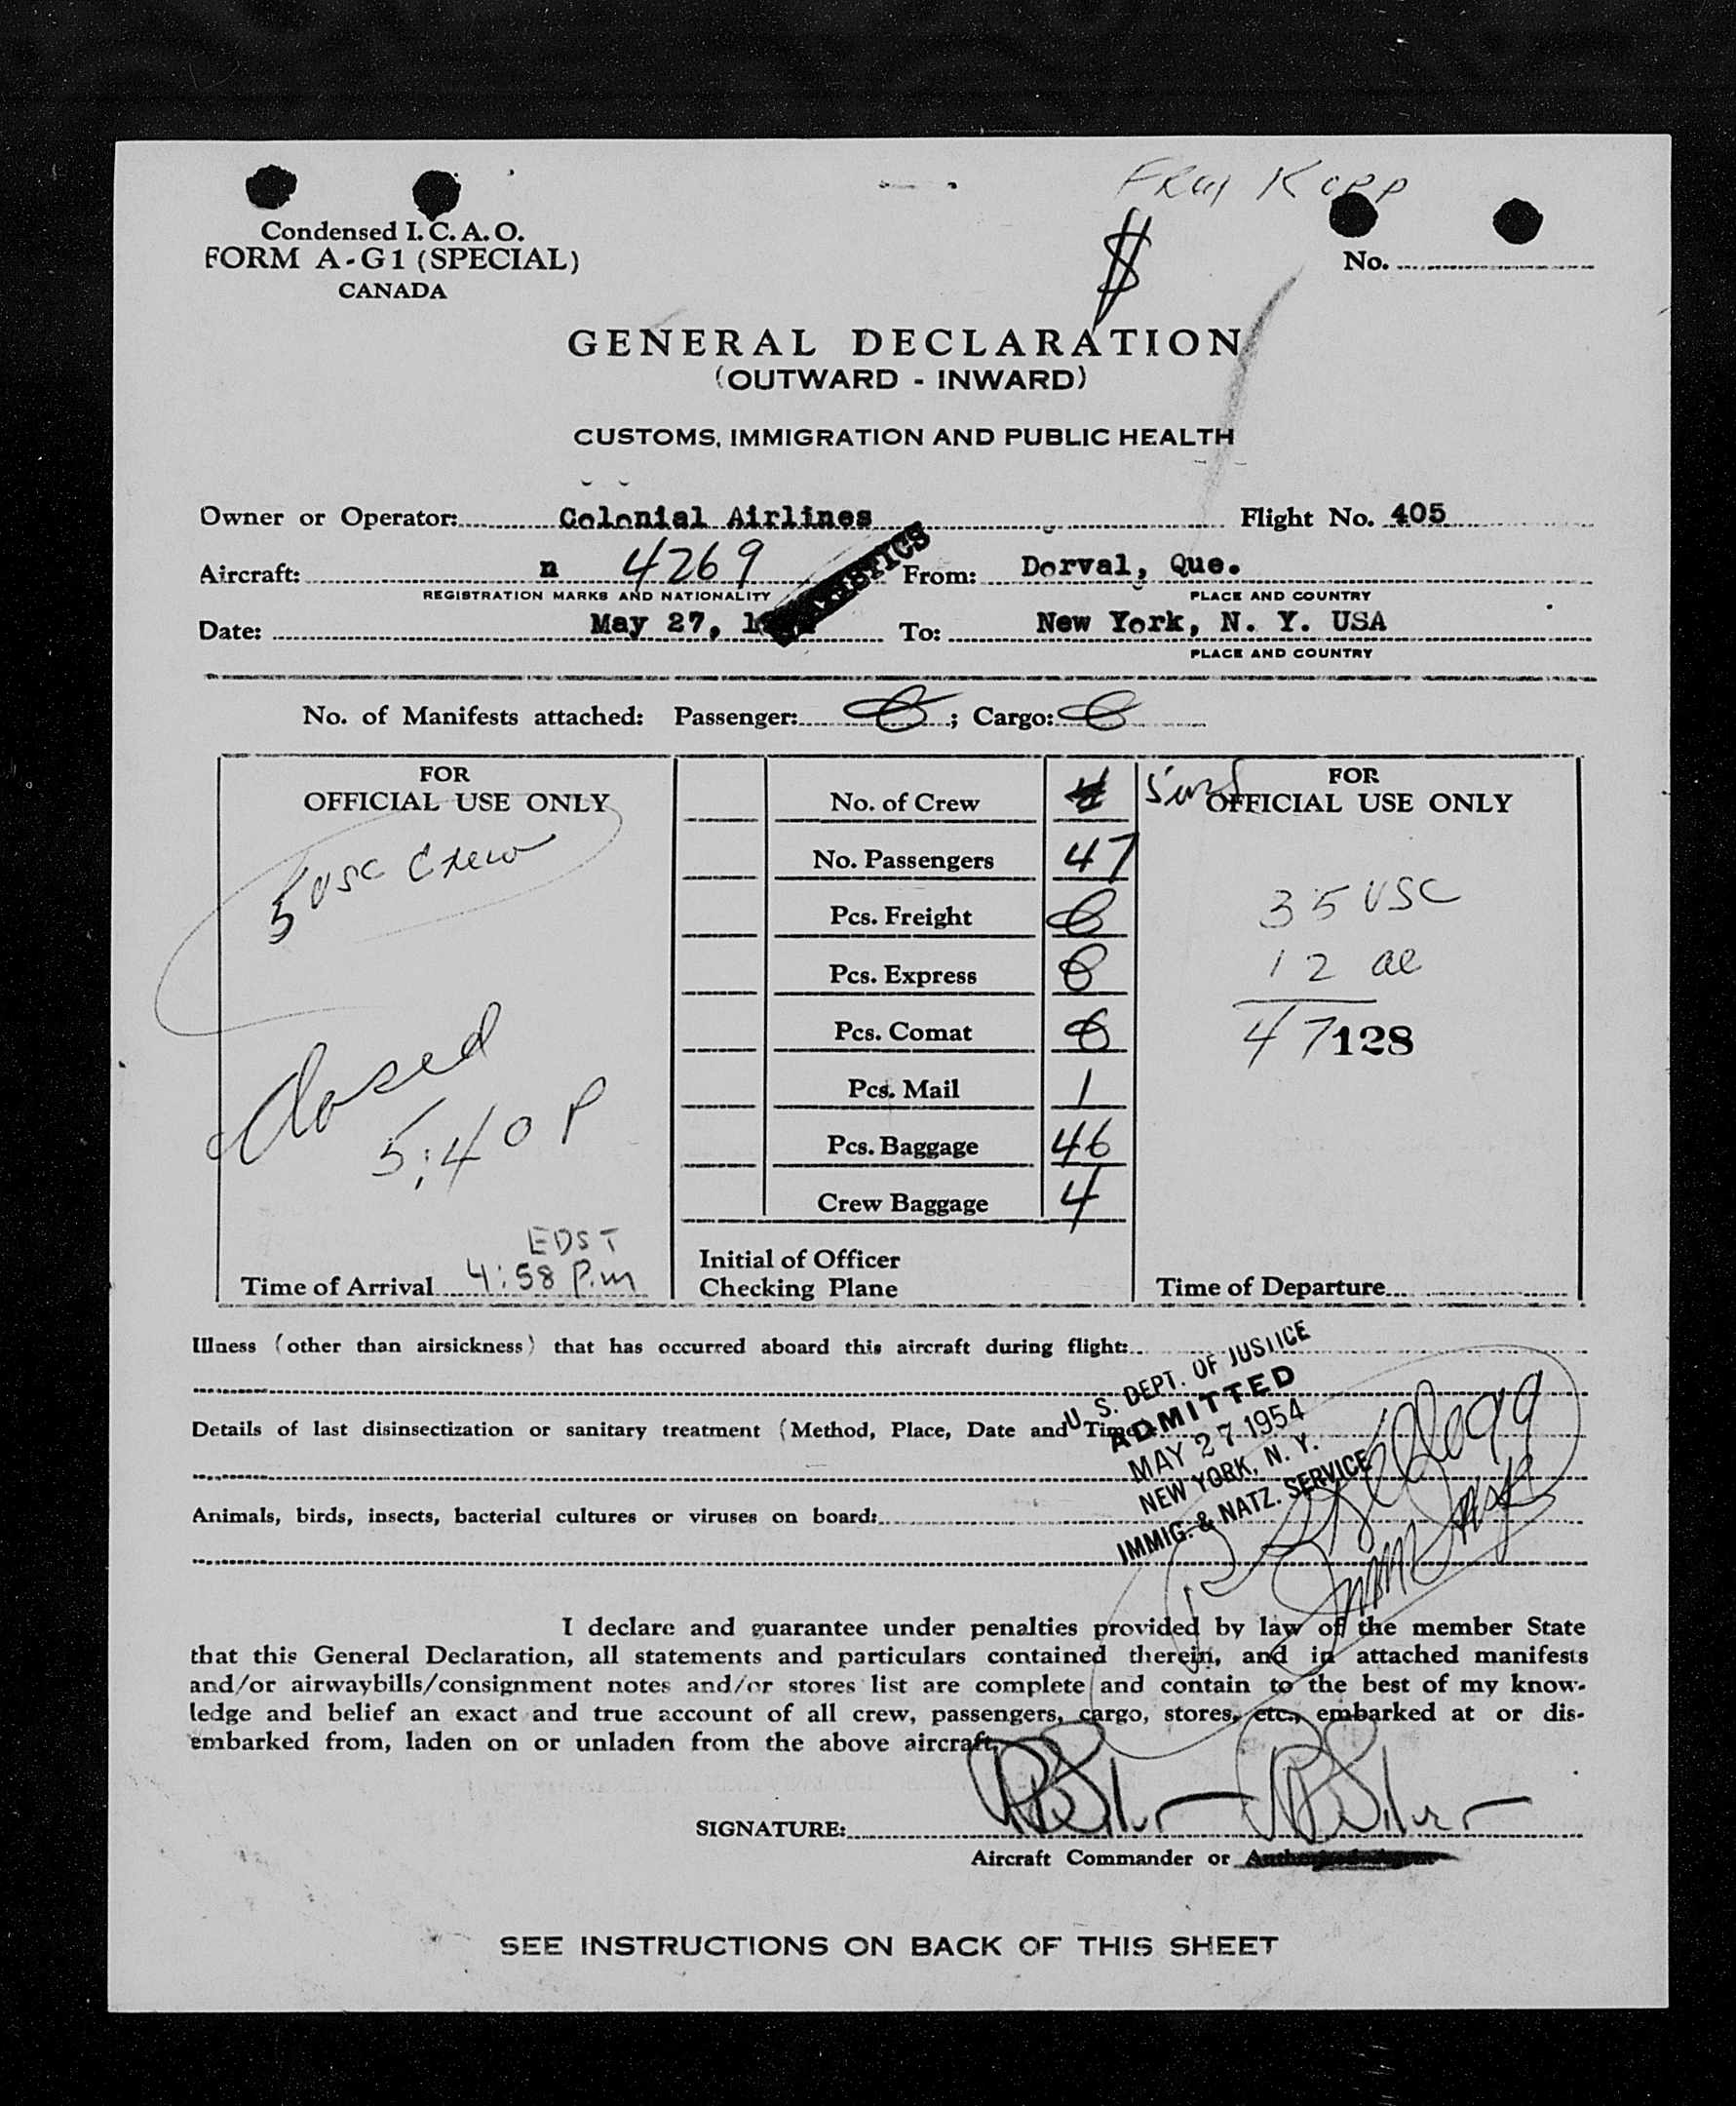 Kopp
Condensed I.C.A.O.
FORM A-G1 (SPECIAL)
CANADA
$
No.
GENERAL DECLARATION
(OUTWARD - INWARD)
CUSTOMS, IMMIGRATION AND PUBLIC HEALTH
Owner or Operator: Colonial Airlines Flight No. 405
Aircraft: n 4269 From: Dorval, Que.
REGISTRATION MARKS AND NATIONALITY PLACE AND COUNTRY
Date: May 27, To: New York, N. Y. USA
PLACE AND COUNTRY
No. of Manifests attached: Passenger: 0; Cargo: 0
FOR
OFFICIAL USE ONLY
5 USC Crew
closed
5:40 P
EDST
Time of Arrival 4:58 P.m
No. of Crew
No. Passengers 47
Pcs. Freight 0
Pcs. Express 0
Pcs. Comat 0
Pcs. Mail 1
Pcs. Baggage 46
Crew Baggage 4
Initial of Officer
Checking Plane
FOR
OFFICIAL USE ONLY
35 USC
12 al
47 128
Time of Departure
Illness (other than airsickness) that has occurred aboard this aircraft during flight:
Details of last disinsectization or sanitary treatment (Method, Place, Date and Time
Animals, birds, insects, bacterial cultures or viruses on board:
U. S. DEPT. OF JUSTICE
ADMITTED
MAY 27 1954
NEW YORK, N. Y.
IMMIG. & NATZ. SERVICE
I declare and guarantee under penalties provided by law of the member State
that this General Declaration, all statements and particulars contained therein, and in attached manifests
and/or airwaybills/consignment notes and/or stores list are complete and contain to the best of my know-
ledge and belief an exact and true account of all crew, passengers, cargo, stores, etc., embarked at or dis-
embarked from, laden on or unladen from the above aircraft.
SIGNATURE:
Aircraft Commander or
SEE INSTRUCTIONS ON BACK OF THIS SHEET